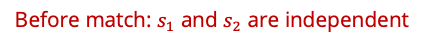 Before match: s₁ and s₂ are independent